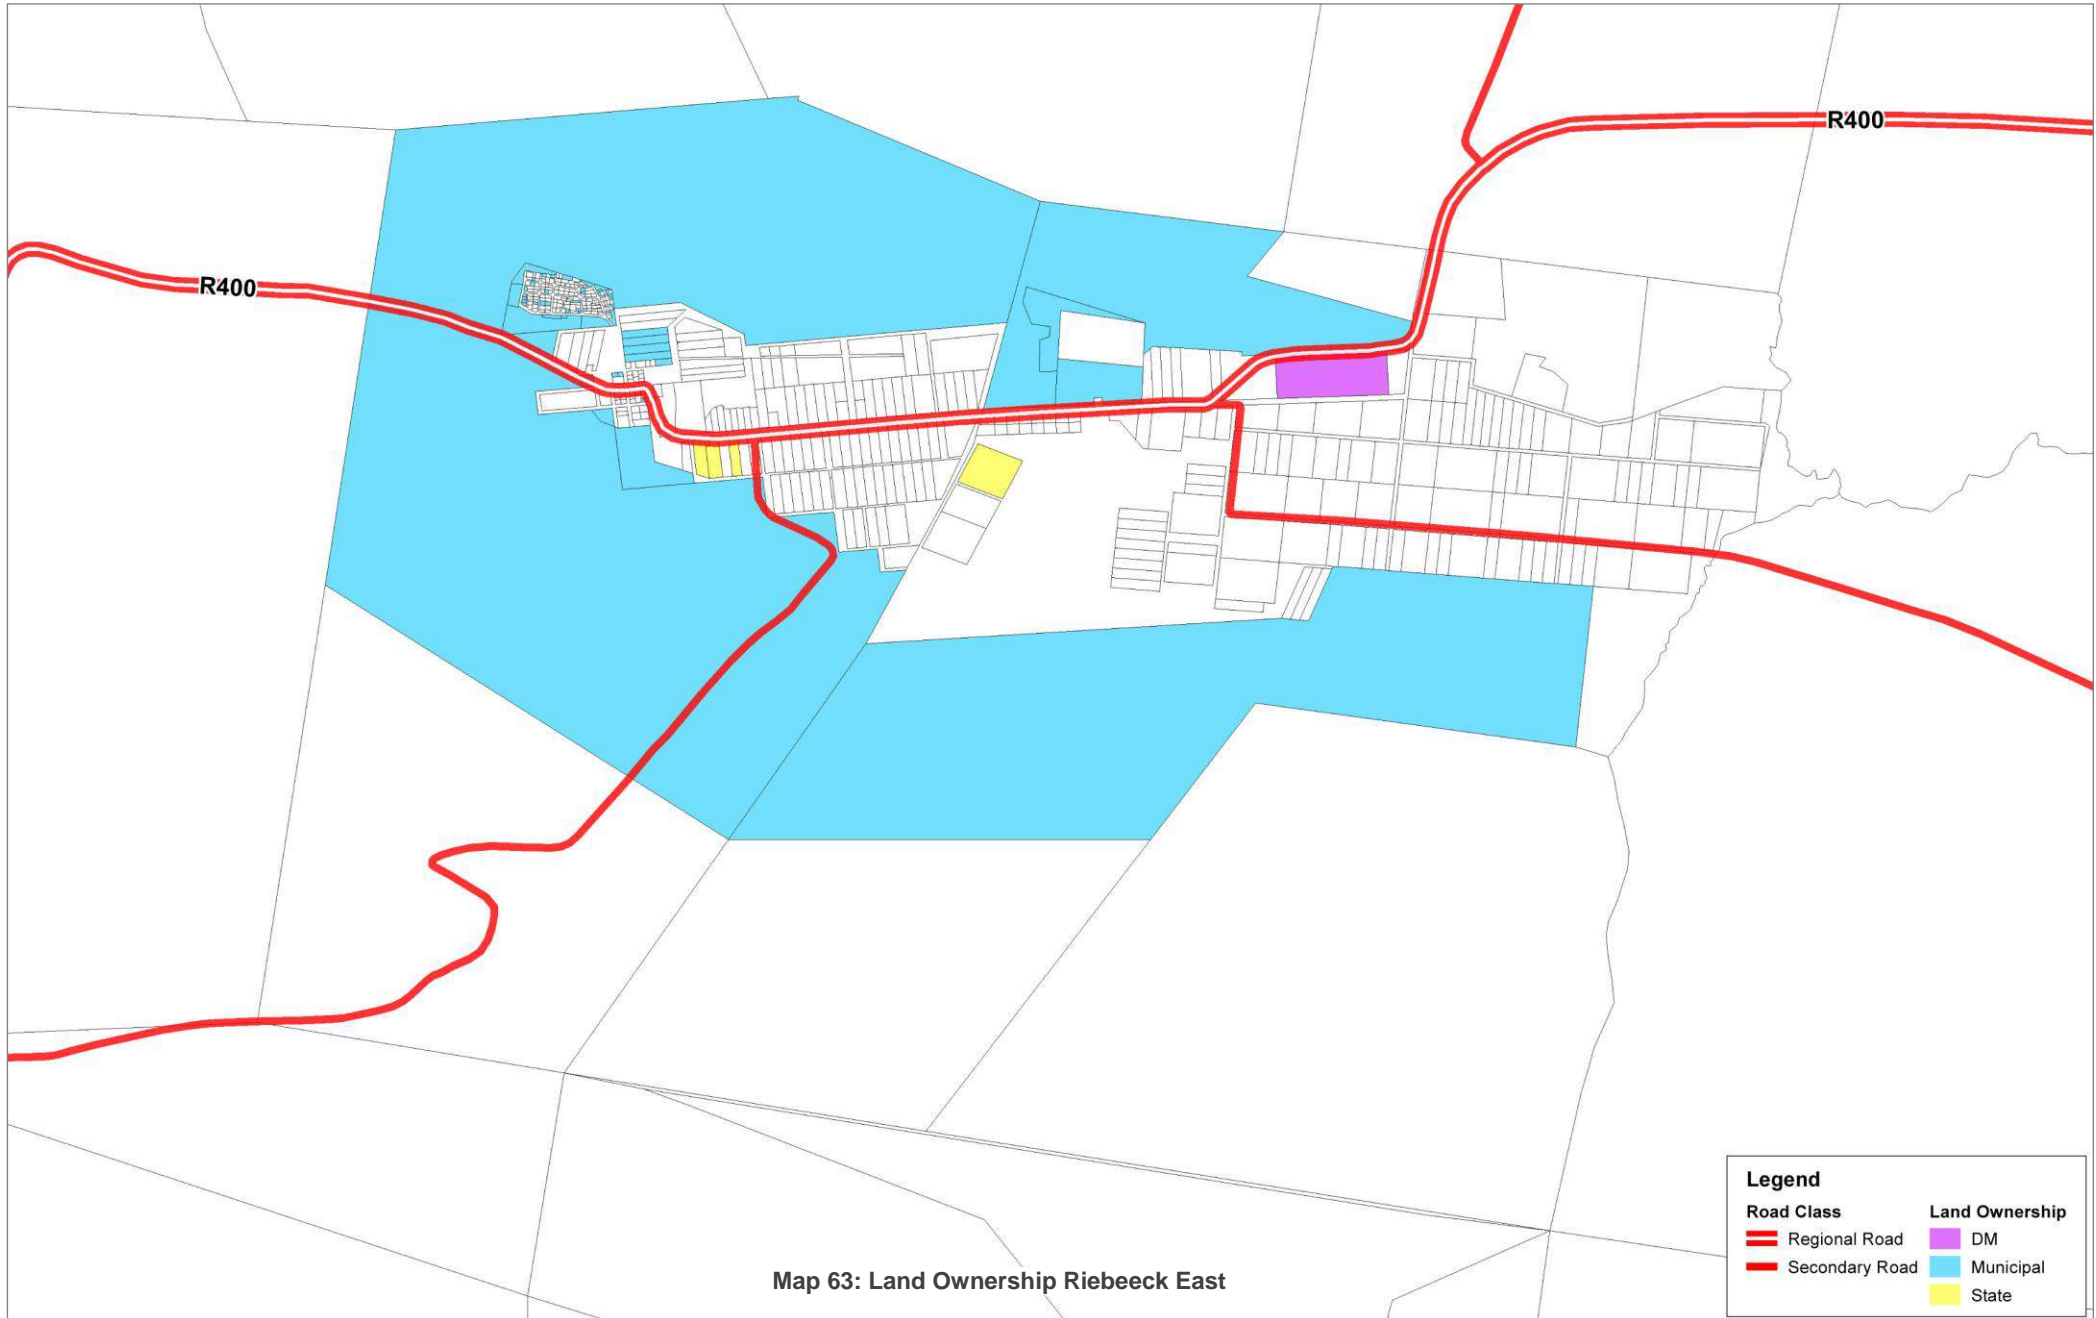 R400
R400
Legend
Road Class
Land Ownership
Regional Road
DM
Secondary Road
Municipal
State
Map 63: Land Ownership Riebeeck East